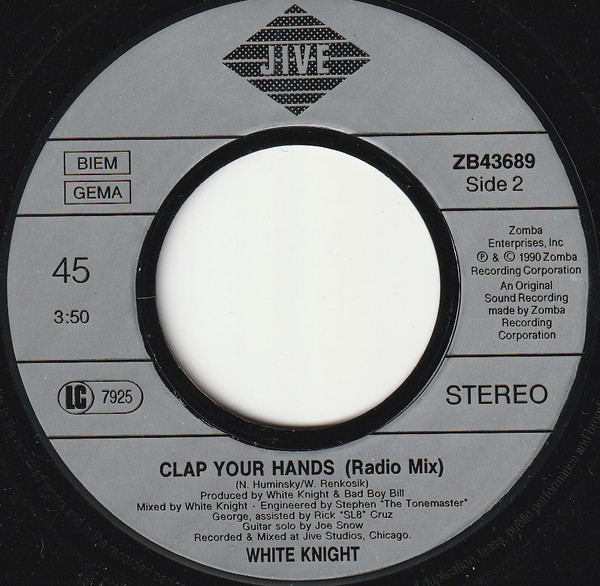 JIVE
BIEM
GEMA
ZB43689
Side 2
45
3:50
Zomba
Enterprises, Inc
℗ & © 1990 Zomba
Recording Corporation
An Original
Sound Recording
made by Zomba
Recording
Corporation
LC 7925
STEREO
CLAP YOUR HANDS (Radio Mix)
(N. Huminsky/W. Renkosik)
Produced by White Knight & Bad Boy Bill
Mixed by White Knight · Engineered by Stephen "The Tonemaster"
George, assisted by Rick "SL8" Cruz
Guitar solo by Joe Snow
Recorded & Mixed at Jive Studios, Chicago.
WHITE KNIGHT